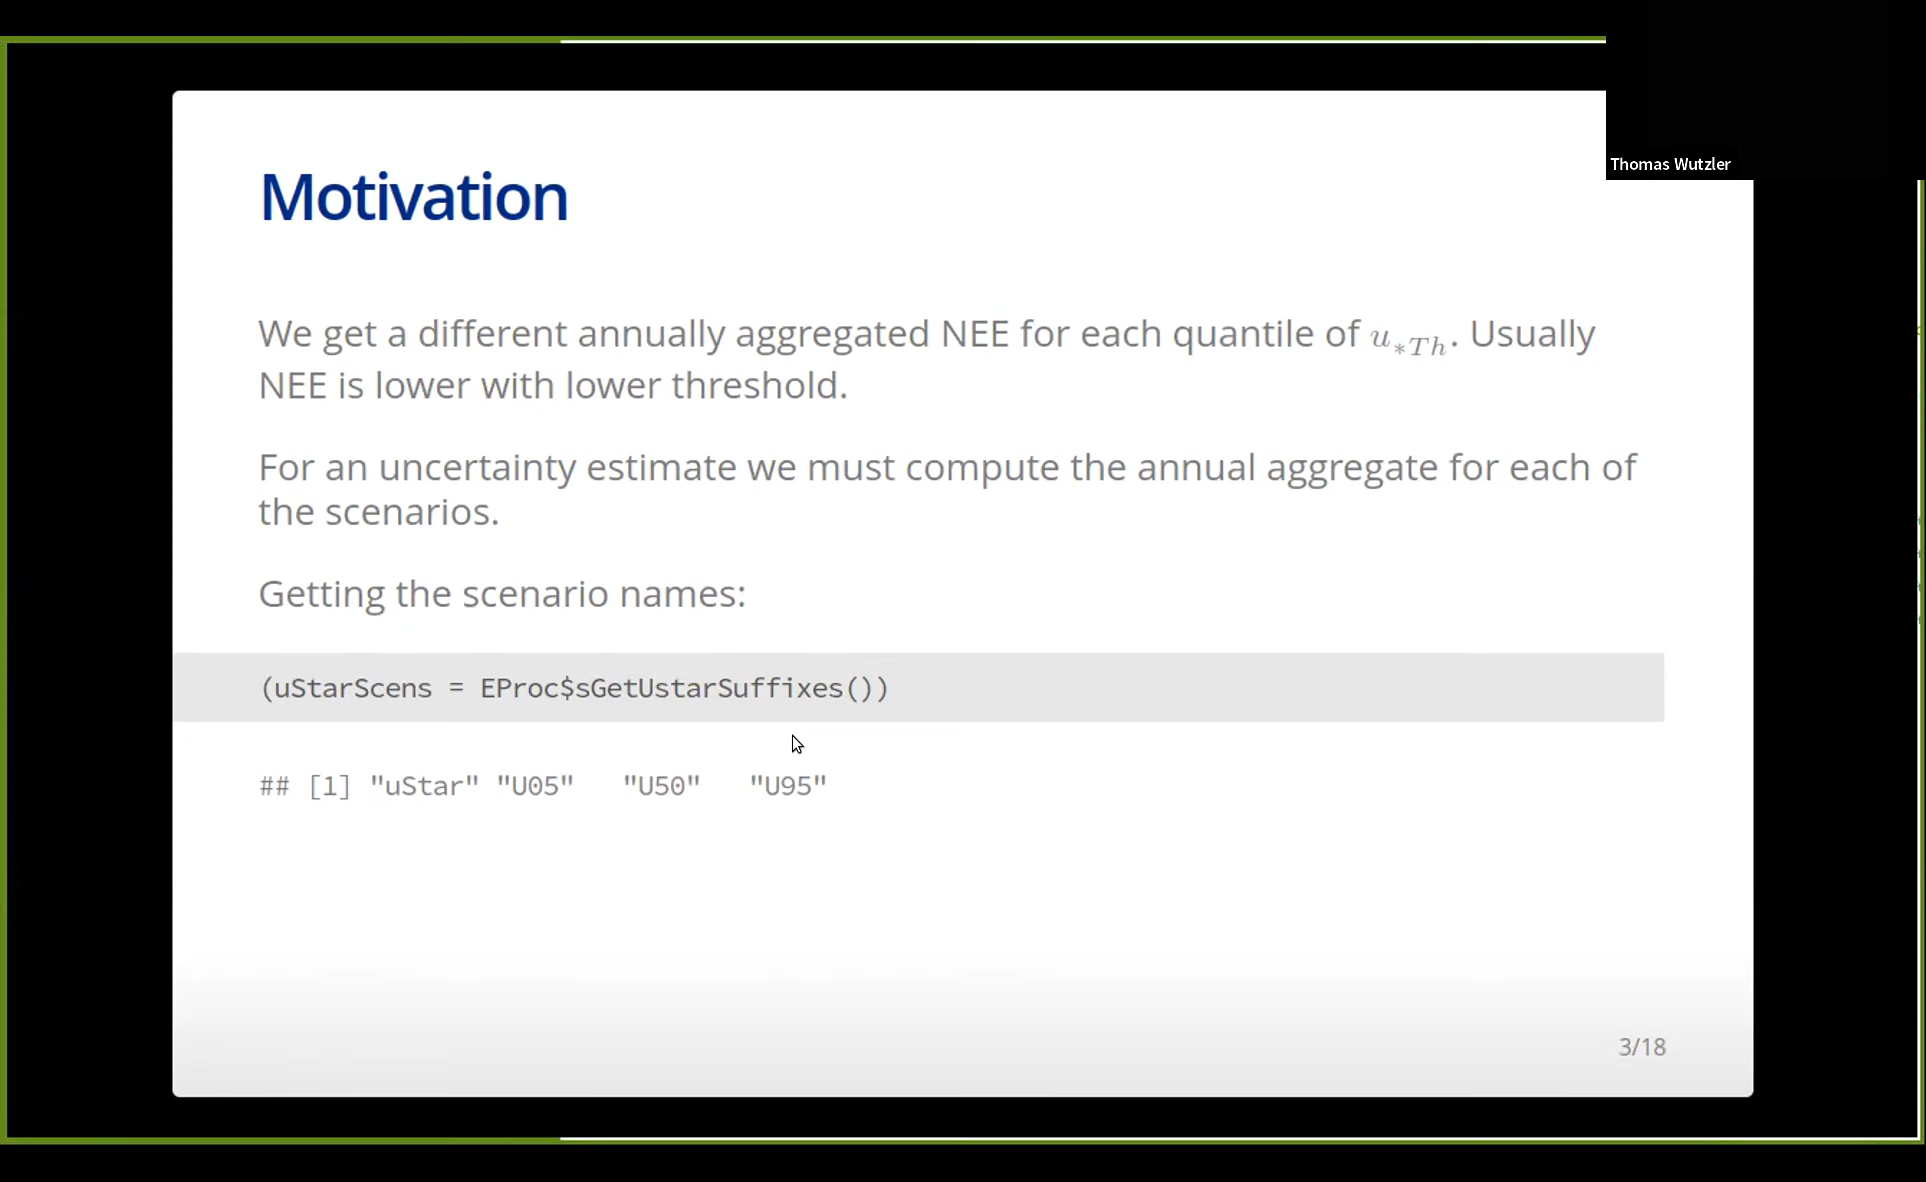 Thomas Wutzler
Motivation
We get a different annually aggregated NEE for each quantile of u*Th. Usually
NEE is lower with lower threshold.
For an uncertainty estimate we must compute the annual aggregate for each of
the scenarios.
Getting the scenario names:
(uStarScens = EProc$sGetUstarSuffixes())
## [1] "uStar" "U05"   "U50"   "U95"
3/18